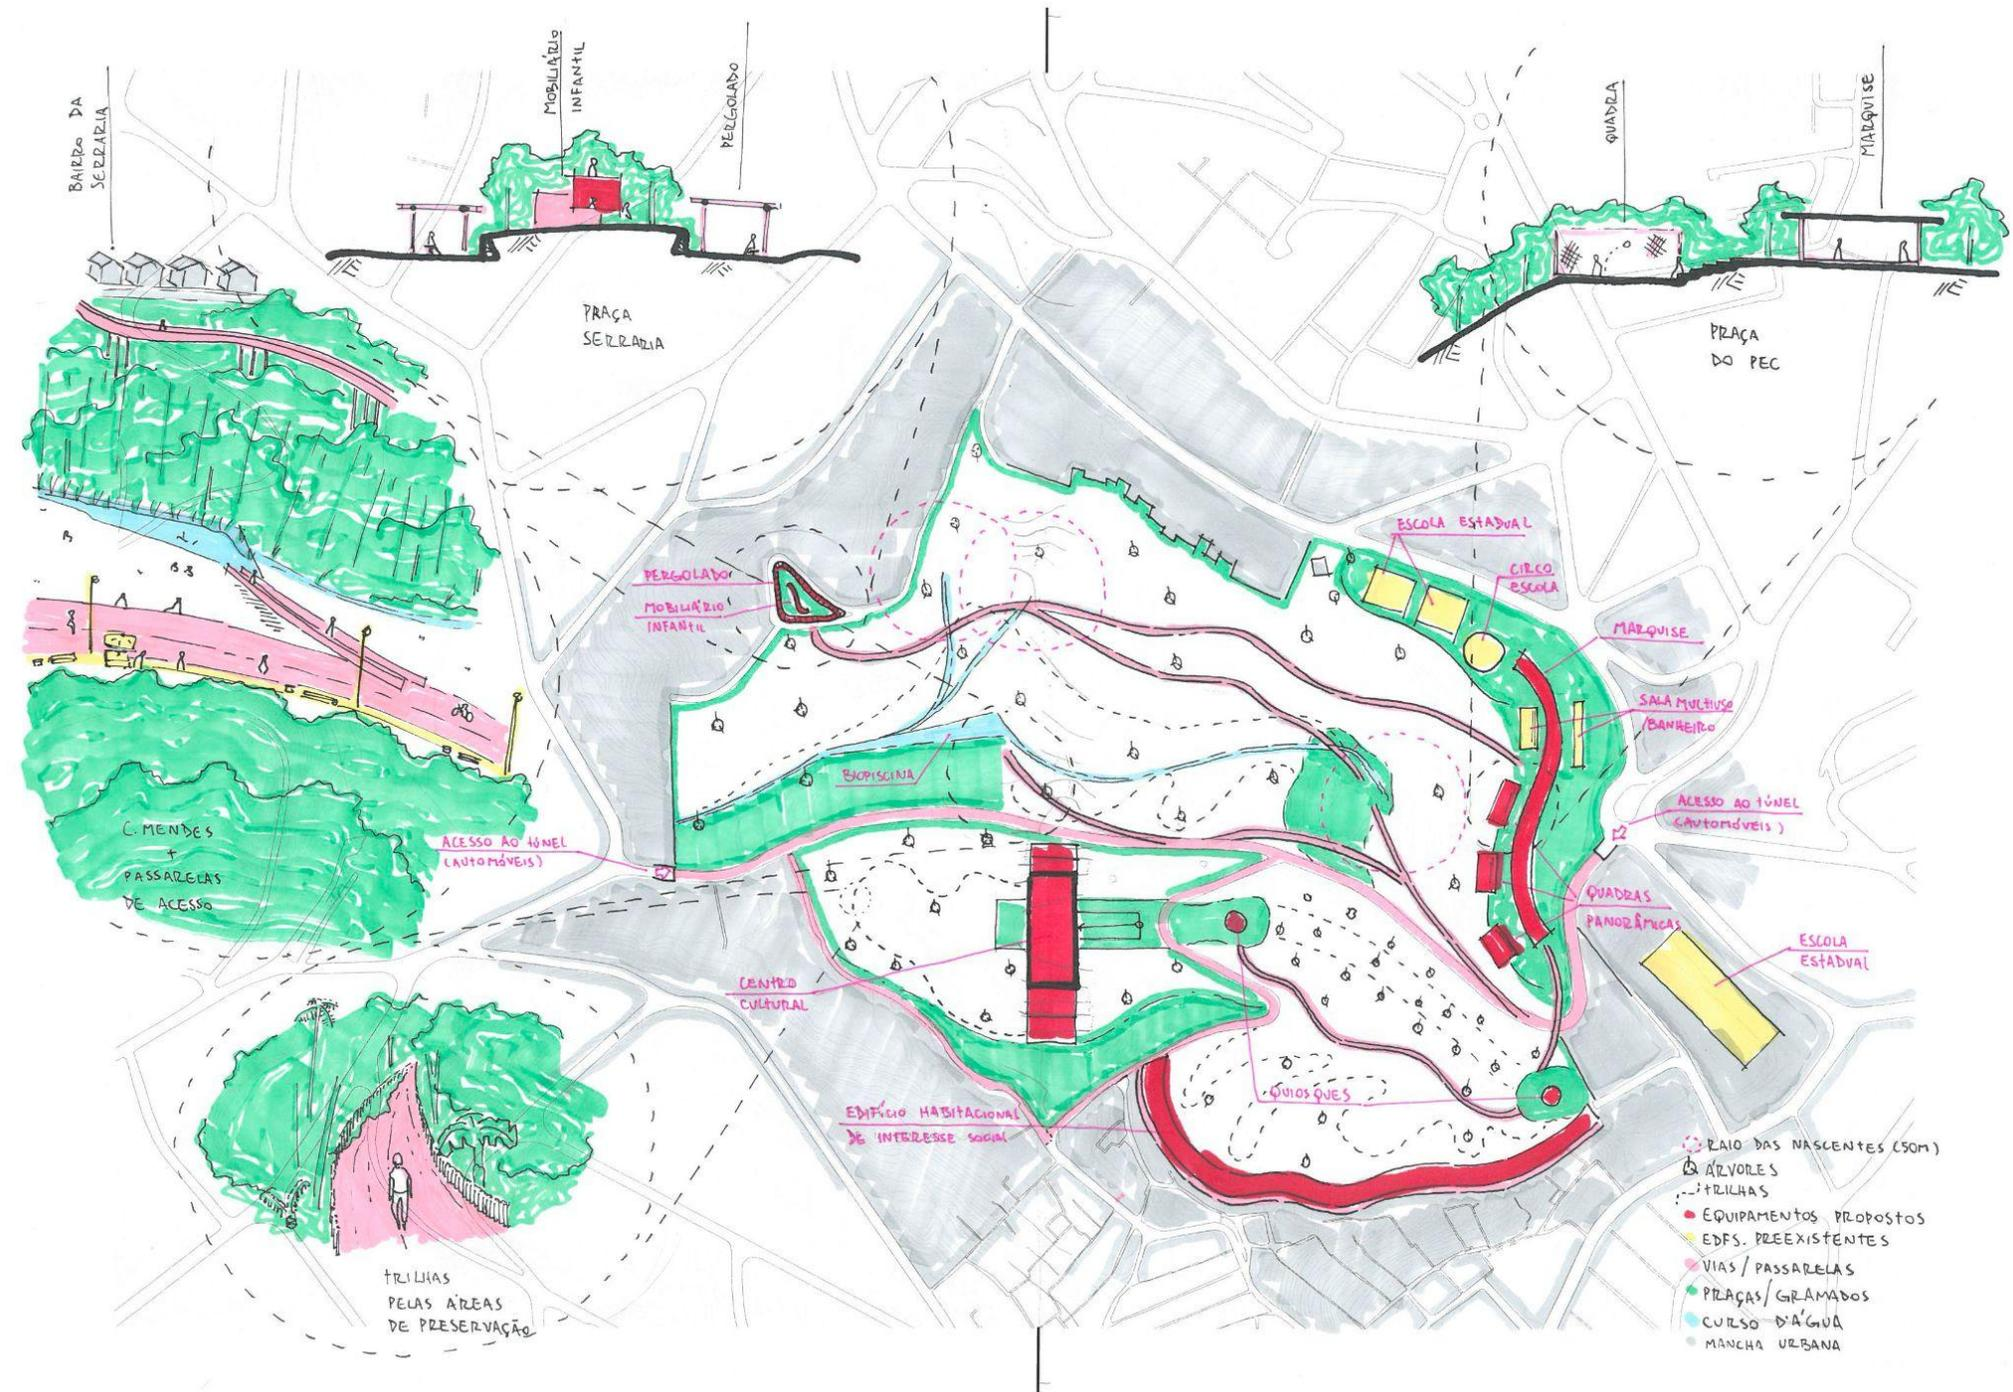 BAIRRO DA
SERRARIA
MOBILIÁRIO
INFANTIL
PERGOLADO
QUADRA
MARQUISE
PRAÇA
SERRARIA
PRAÇA
DO PEC
ESCOLA ESTADUAL
CIRCO
ESCOLA
PERGOLADO
MOBILIÁRIO
INFANTIL
MARQUISE
SALA MULTIUSO
/BANHEIRO
BIOPISCINA
ACESSO AO TÚNEL
(AUTOMÓVEIS)
C. MENDES
+
PASSARELAS
DE ACESSO
ACESSO AO TÚNEL
(AUTOMÓVEIS)
QUADRAS
PANORÂMICAS
ESCOLA
ESTADUAL
CENTRO
CULTURAL
QUIOSQUES
EDIFÍCIO HABITACIONAL
DE INTERESSE SOCIAL
TRILHAS
PELAS ÁREAS
DE PRESERVAÇÃO
RAIO DAS NASCENTES (50M)
ÁRVORES
TRILHAS
EQUIPAMENTOS PROPOSTOS
EDFS. PREEXISTENTES
VIAS/PASSARELAS
PRAÇAS/GRAMADOS
CURSO D'ÁGUA
MANCHA URBANA